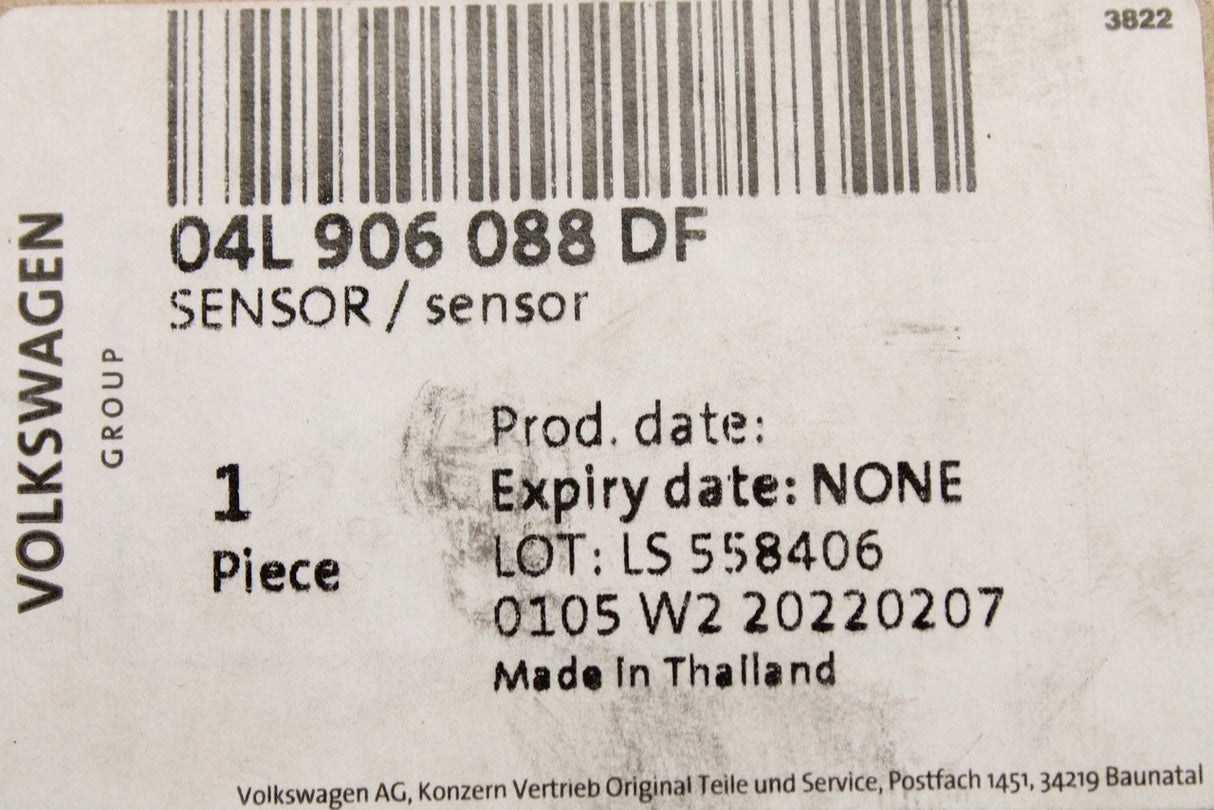 3822
04L 906 088 DF
SENSOR / sensor
VOLKSWAGEN
GROUP
1
Piece
Prod. date:
Expiry date: NONE
LOT: LS 558406
0105 W2 20220207
Made in Thailand
Volkswagen AG, Konzern Vertrieb Original Teile und Service, Postfach 1451, 34219 Baunatal